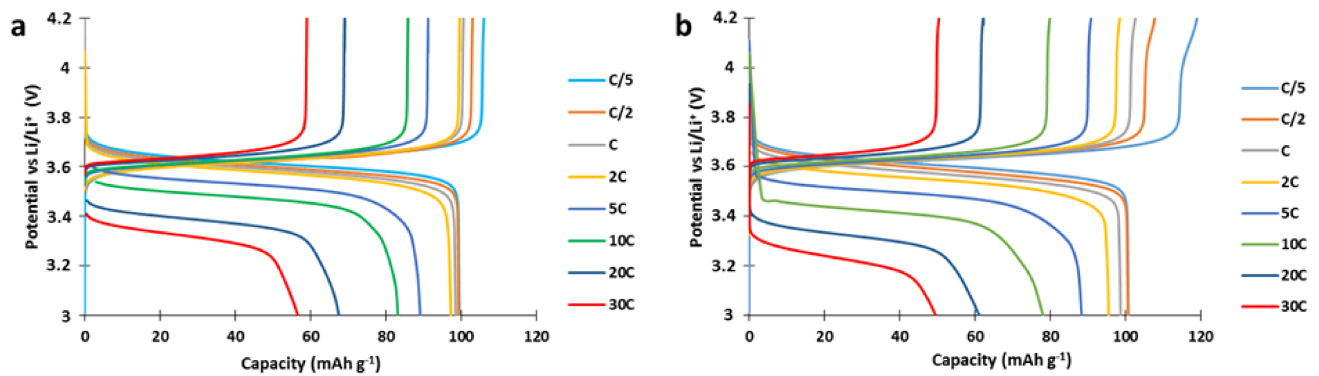 a
Potential vs Li/Li⁺ (V)
4.2
4
3.8
3.6
3.4
3.2
3
0
20
40
60
80
100
120
Capacity (mAh g⁻¹)
C/5
C/2
C
2C
5C
10C
20C
30C
b
Potential vs Li/Li⁺ (V)
4.2
4
3.8
3.6
3.4
3.2
3
0
20
40
60
80
100
120
Capacity (mAh g⁻¹)
C/5
C/2
C
2C
5C
10C
20C
30C